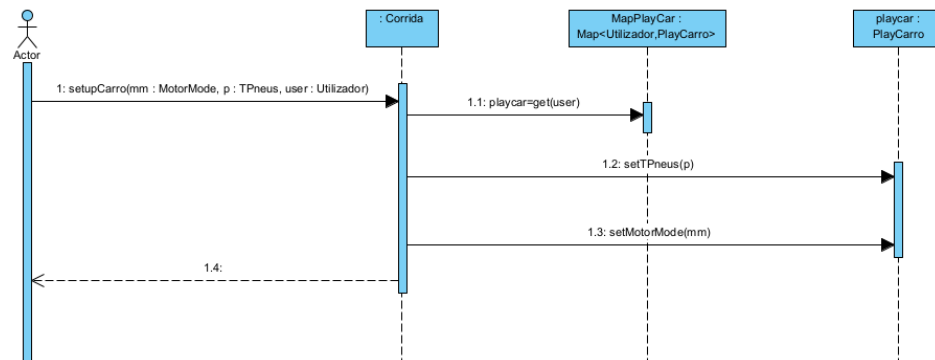 : Corrida
MapPlayCar :
Map<Utilizador,PlayCarro>
playcar :
PlayCarro
Actor
1: setupCarro(mm : MotorMode, p : TPneus, user : Utilizador)
1.1: playcar=get(user)
1.2: setTPneus(p)
1.3: setMotorMode(mm)
1.4: